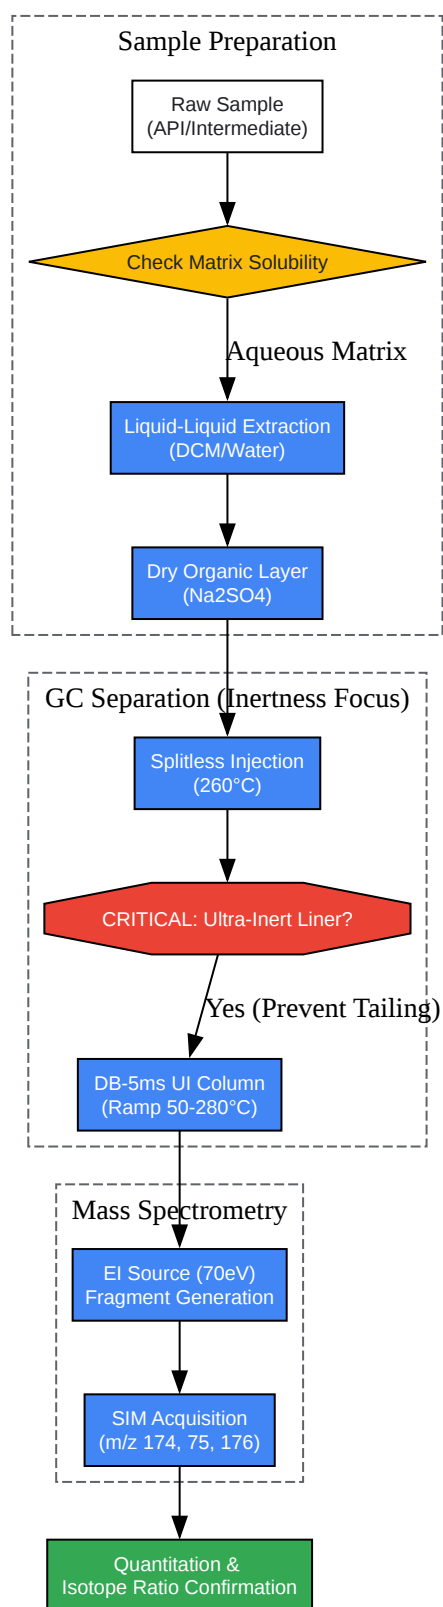 Sample Preparation
Raw Sample
(API/Intermediate)
Check Matrix Solubility
Aqueous Matrix
Liquid-Liquid Extraction
(DCM/Water)
Dry Organic Layer
(Na2SO4)
GC Separation (Inertness Focus)
Splitless Injection
(260°C)
CRITICAL: Ultra-Inert Liner?
Yes (Prevent Tailing)
DB-5ms UI Column
(Ramp 50-280°C)
Mass Spectrometry
EI Source (70eV)
Fragment Generation
SIM Acquisition
(m/z 174, 75, 176)
Quantitation &
Isotope Ratio Confirmation